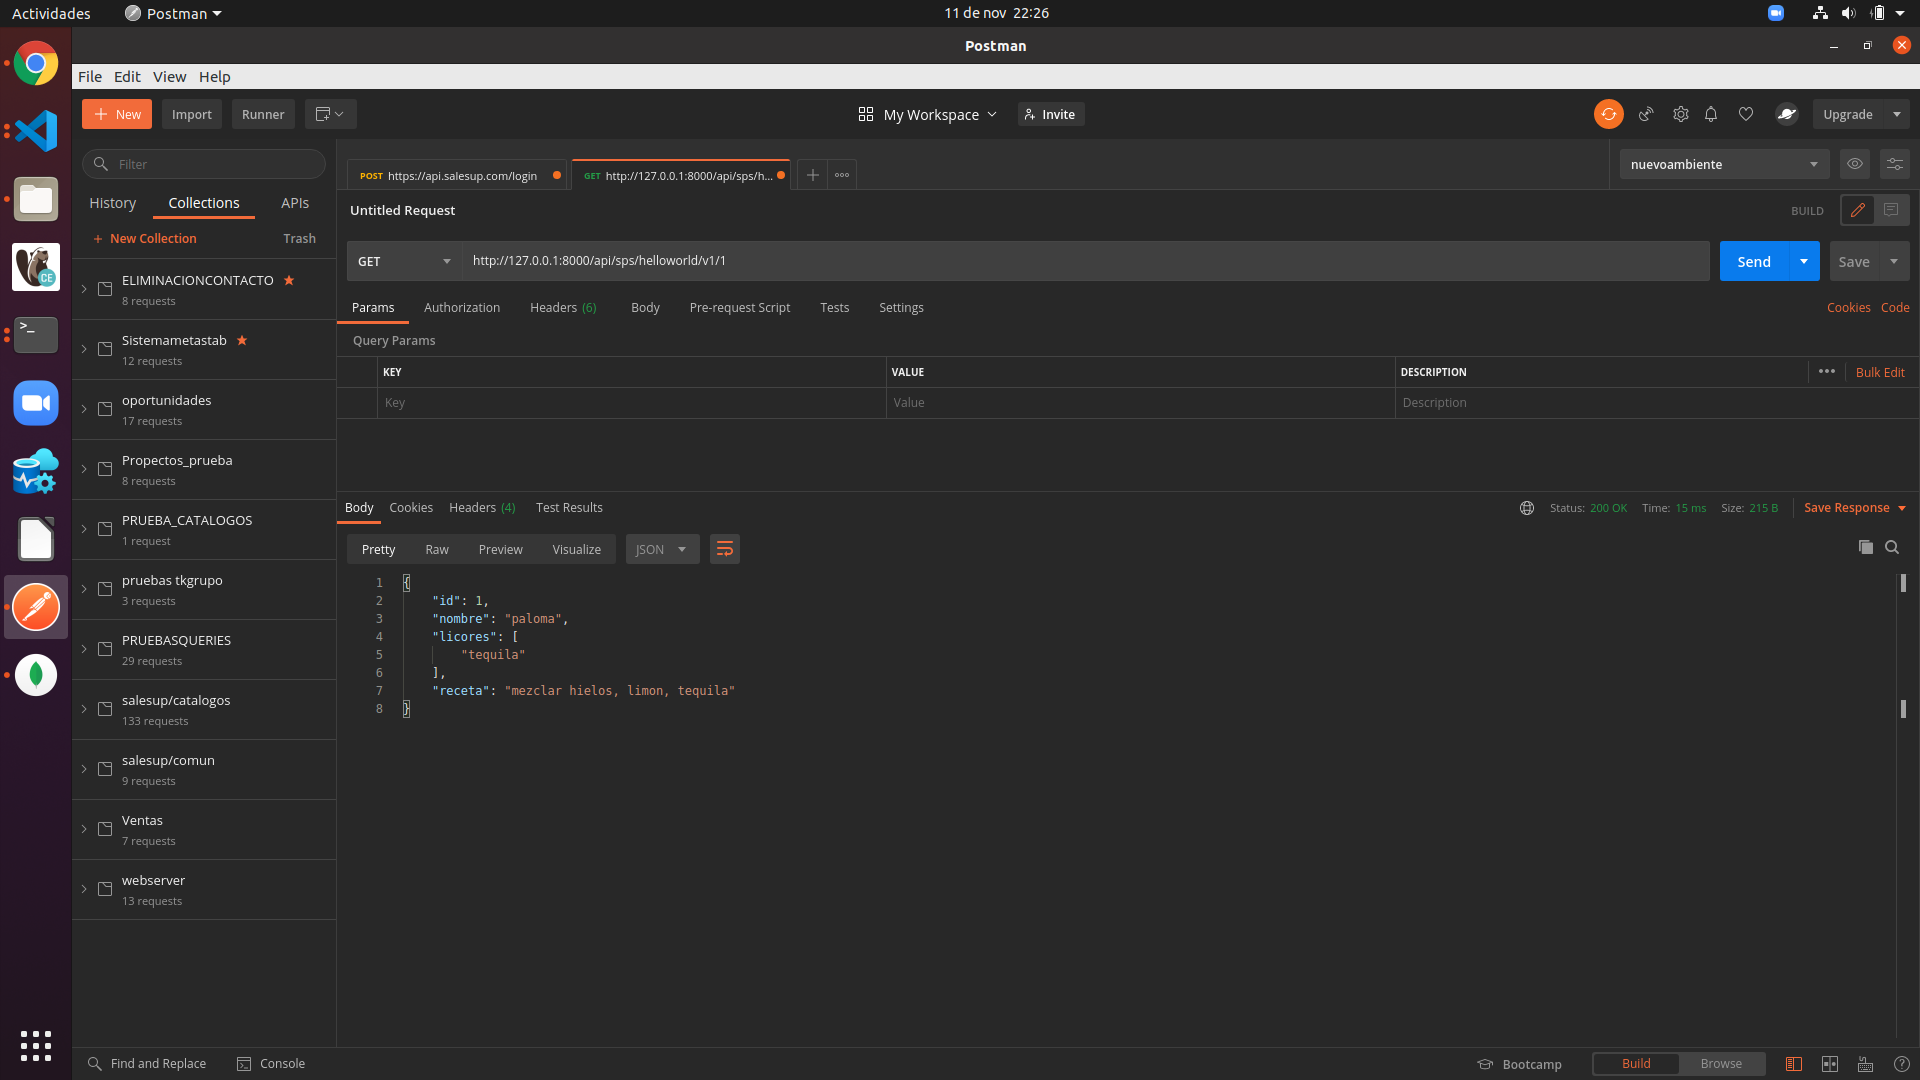 Actividades
Postman
11 de nov 22:26
Postman
File Edit View Help
New
Import
Runner
My Workspace
Invite
Upgrade
Filter
History Collections APIs
New Collection Trash
ELIMINACIONCONTACTO
8 requests
Sistemametastab
12 requests
oportunidades
17 requests
Propectos_prueba
8 requests
PRUEBA_CATALOGOS
1 request
pruebas tkgrupo
3 requests
PRUEBASQUERIES
29 requests
salesup/catalogos
133 requests
salesup/comun
9 requests
Ventas
7 requests
webserver
13 requests
POST https://api.salesup.com/login
GET http://127.0.0.1:8000/api/sps/h...
nuevoambiente
Untitled Request
BUILD
GET http://127.0.0.1:8000/api/sps/helloworld/v1/1
Send
Save
Params Authorization Headers (6) Body Pre-request Script Tests Settings
Cookies Code
Query Params
KEY VALUE DESCRIPTION
Bulk Edit
Key Value Description
Body Cookies Headers (4) Test Results
Status: 200 OK Time: 15 ms Size: 215 B
Save Response
Pretty Raw Preview Visualize JSON
1 {
2 "id": 1,
3 "nombre": "paloma",
4 "licores": [
5 "tequila"
6 ],
7 "receta": "mezclar hielos, limon, tequila"
8 }
Find and Replace Console
Bootcamp
Build Browse
CE
>_